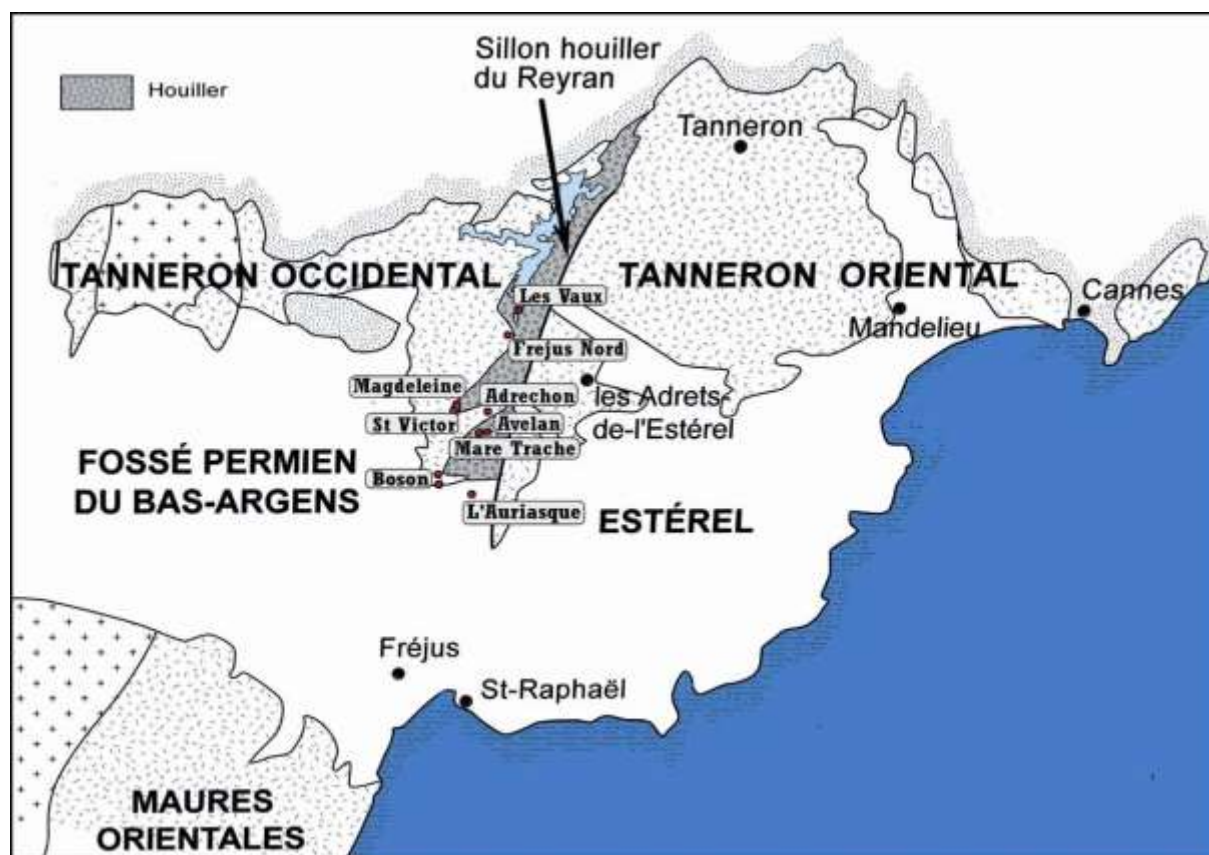 Sillon houiller
du Reyran
Houiller
Tanneron
TANNERON OCCIDENTAL
TANNERON ORIENTAL
Les Vaux
Cannes
Mandelieu
Frejus Nord
Magdeleine
Adrechon
les Adrets-
de-l'Estérel
St Victor
Avelan
Mare Trache
FOSSÉ PERMIEN
DU BAS-ARGENS
Boson
L'Auriasque
ESTÉREL
Fréjus
St-Raphaël
MAURES
ORIENTALES